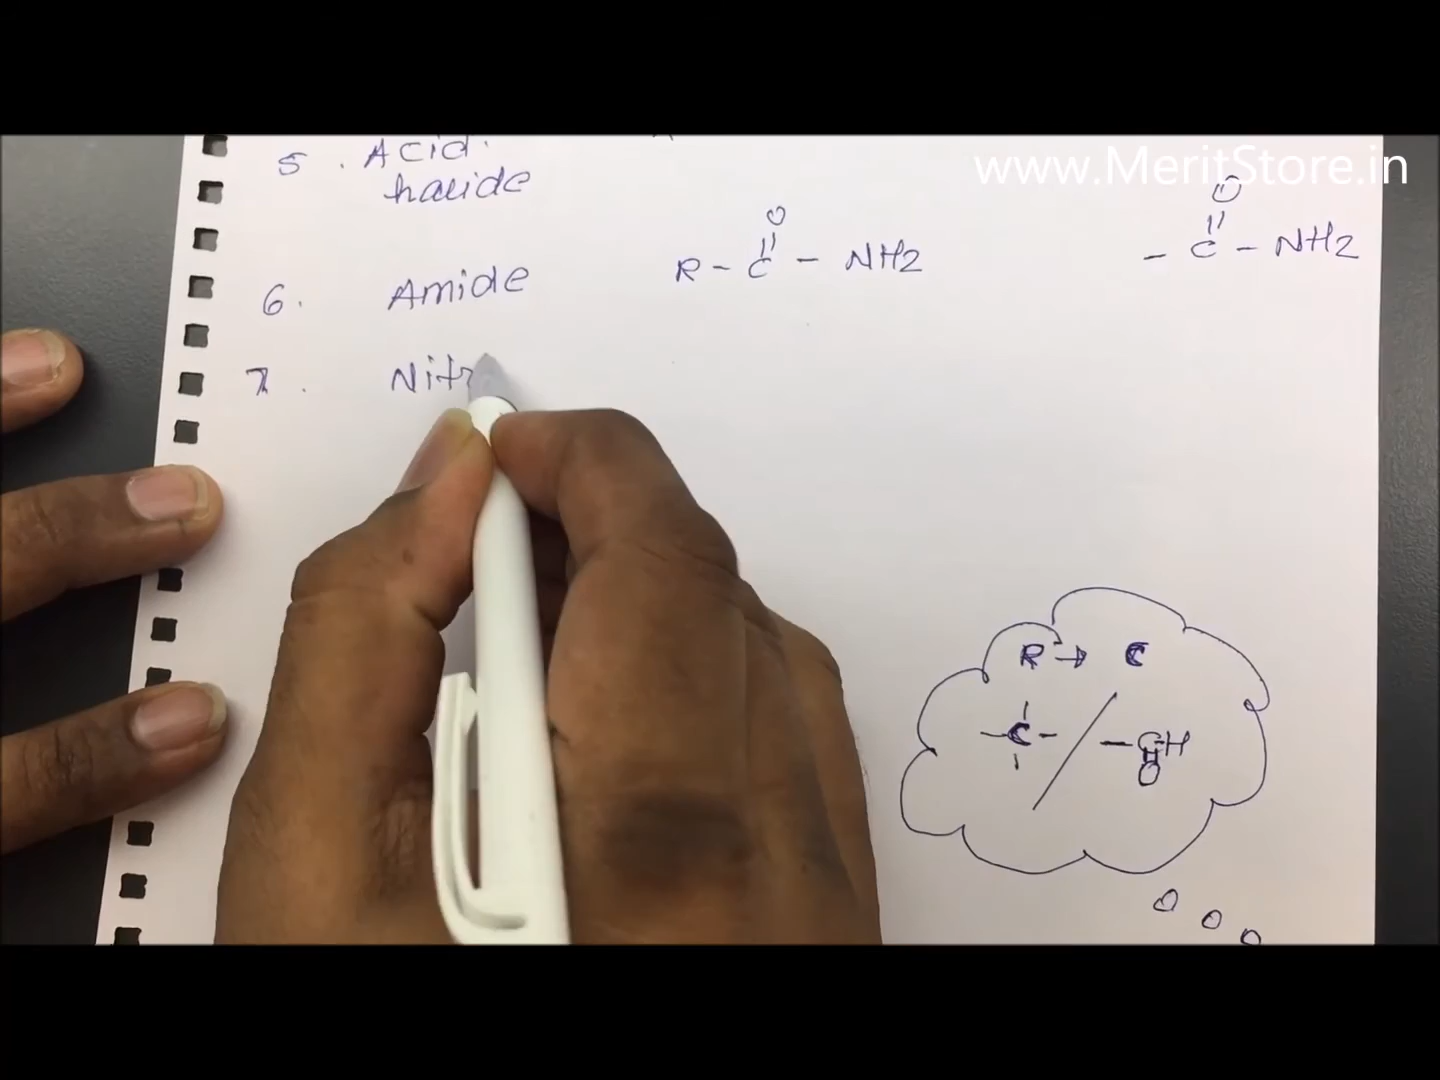 www.MeritStore.in
5. Acid.
halide
O
||
R - C - NH2
O
||
- C - NH2
6. Amide
7. Nitr
R → C
- C - / - C-H
O